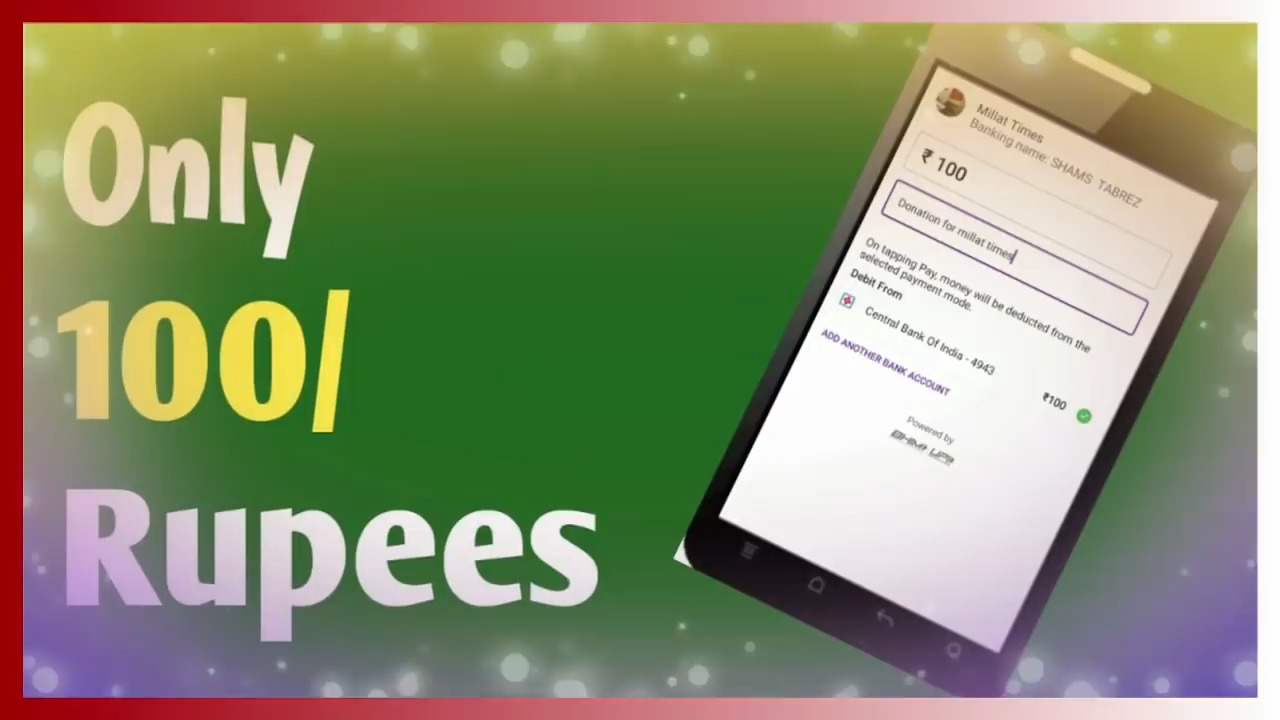 Only
100/
Rupees
Millat Times
Banking name: SHAMS TABREZ
₹ 100
Donation for millat times
On tapping Pay, money will be deducted from the
selected payment mode.
Debit From
Central Bank Of India - 4943
₹100
ADD ANOTHER BANK ACCOUNT
Powered by
BHIM UPI